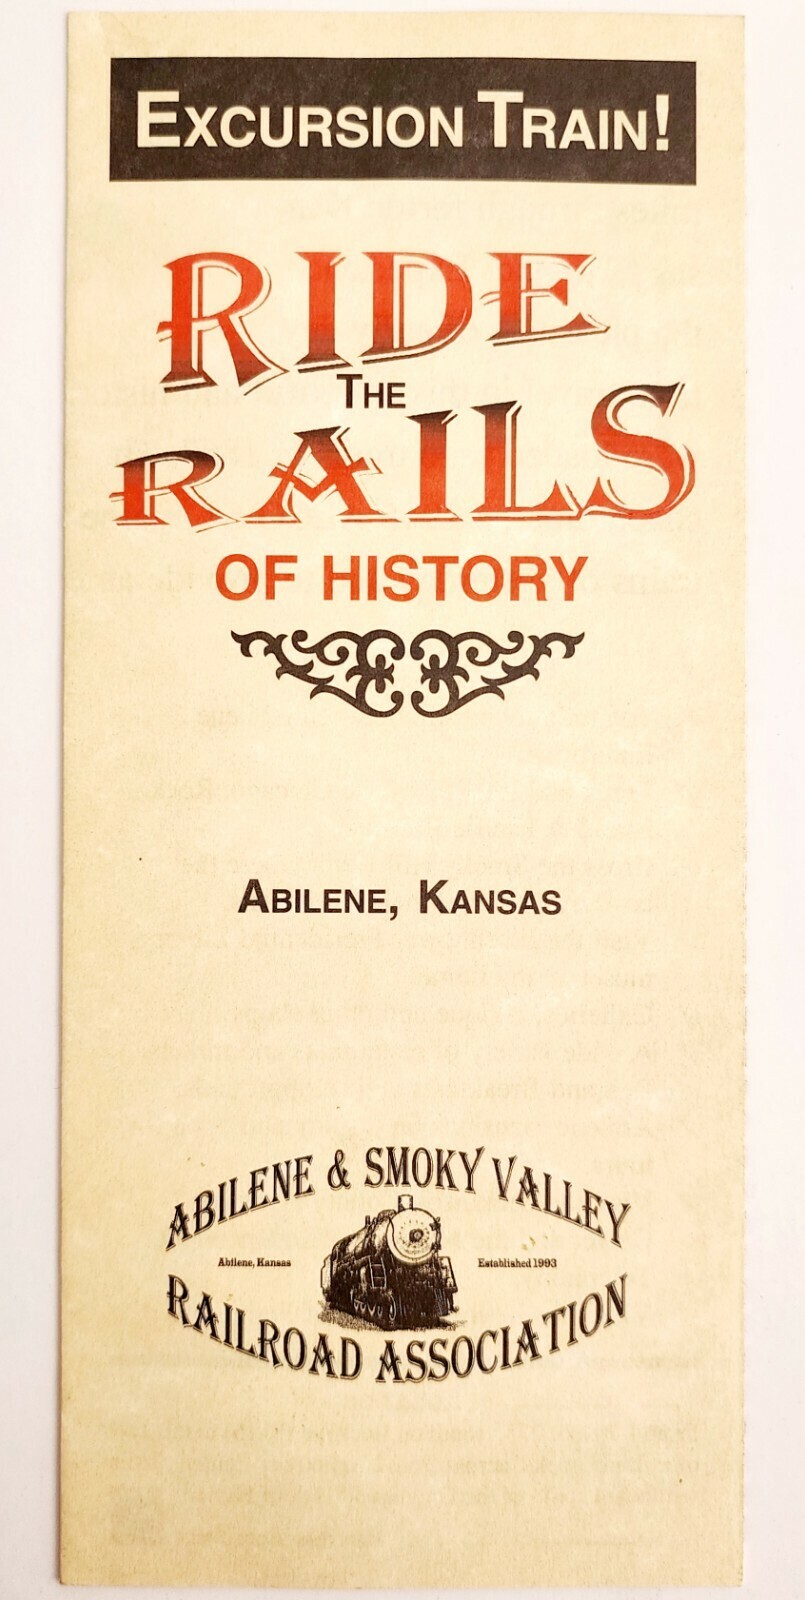 EXCURSION TRAIN!
RIDE
THE
RAILS
OF HISTORY
ABILENE, KANSAS
ABILENE & SMOKY VALLEY
Abilene, Kansas
Established 1993
RAILROAD ASSOCIATION